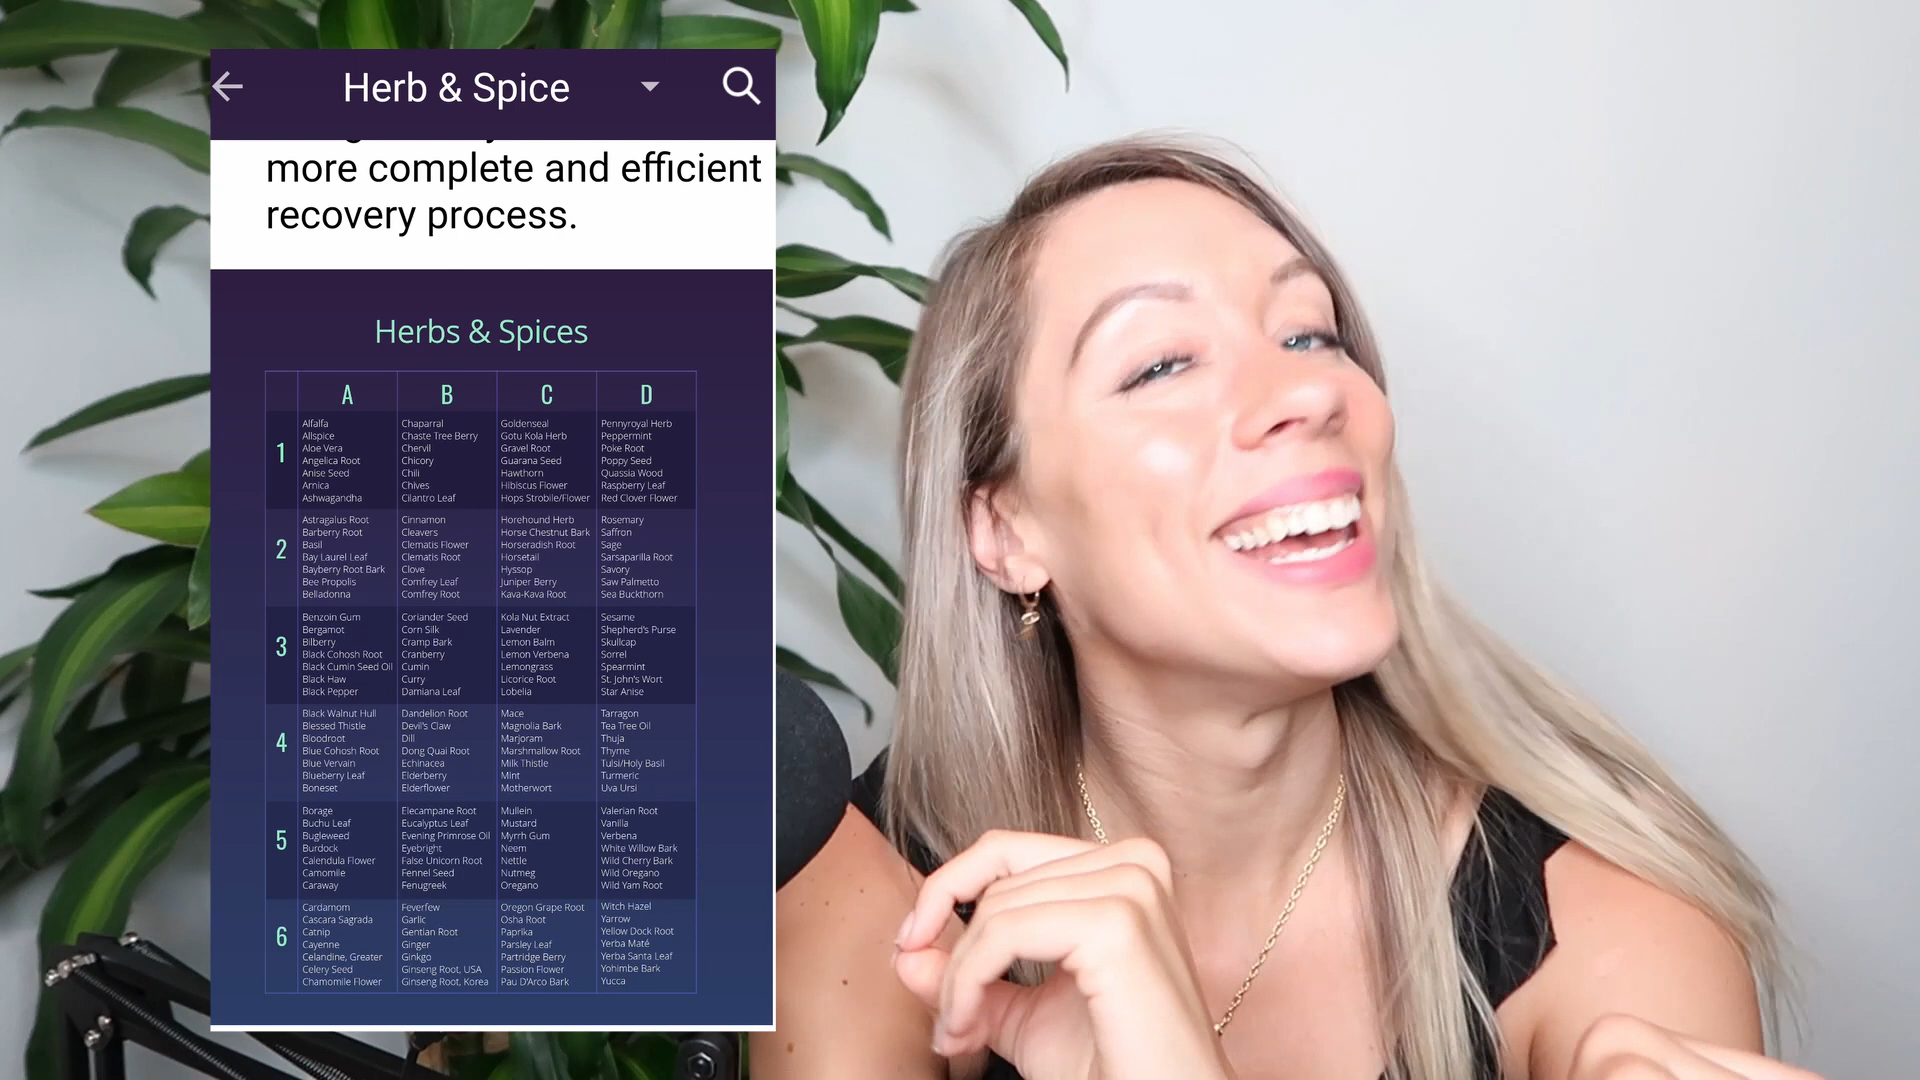 Herb & Spice
more complete and efficient
recovery process.
Herbs & Spices
A B C D
1
Alfalfa
Allspice
Aloe Vera
Angelica Root
Anise Seed
Arnica
Ashwagandha
Chaparral
Chaste Tree Berry
Chervil
Chicory
Chili
Chives
Cilantro Leaf
Goldenseal
Gotu Kola Herb
Gravel Root
Guarana Seed
Hawthorn
Hibiscus Flower
Hops Strobile/Flower
Pennyroyal Herb
Peppermint
Poke Root
Poppy Seed
Quassia Wood
Raspberry Leaf
Red Clover Flower
2
Astragalus Root
Barberry Root
Basil
Bay Laurel Leaf
Bayberry Root Bark
Bee Propolis
Belladonna
Cinnamon
Cleavers
Clematis Flower
Clematis Root
Clove
Comfrey Leaf
Comfrey Root
Horehound Herb
Horse Chestnut Bark
Horseradish Root
Horsetail
Hyssop
Juniper Berry
Kava-Kava Root
Rosemary
Saffron
Sage
Sarsaparilla Root
Savory
Saw Palmetto
Sea Buckthorn
3
Benzoin Gum
Bergamot
Bilberry
Black Cohosh Root
Black Cumin Seed Oil
Black Haw
Black Pepper
Coriander Seed
Corn Silk
Cramp Bark
Cranberry
Cumin
Curry
Damiana Leaf
Kola Nut Extract
Lavender
Lemon Balm
Lemon Verbena
Lemongrass
Licorice Root
Lobelia
Sesame
Shepherd's Purse
Skullcap
Sorrel
Spearmint
St. John's Wort
Star Anise
4
Black Walnut Hull
Blessed Thistle
Bloodroot
Blue Cohosh Root
Blue Vervain
Blueberry Leaf
Boneset
Dandelion Root
Devil's Claw
Dill
Dong Quai Root
Echinacea
Elderberry
Elderflower
Mace
Magnolia Bark
Marjoram
Marshmallow Root
Milk Thistle
Mint
Motherwort
Tarragon
Tea Tree Oil
Thuja
Thyme
Tulsi/Holy Basil
Turmeric
Uva Ursi
5
Borage
Buchu Leaf
Bugleweed
Burdock
Calendula Flower
Camomile
Caraway
Elecampane Root
Eucalyptus Leaf
Evening Primrose Oil
Eyebright
False Unicorn Root
Fennel Seed
Fenugreek
Mullein
Mustard
Myrrh Gum
Neem
Nettle
Nutmeg
Oregano
Valerian Root
Vanilla
Verbena
White Willow Bark
Wild Cherry Bark
Wild Oregano
Wild Yam Root
6
Cardamom
Cascara Sagrada
Catnip
Cayenne
Celandine, Greater
Celery Seed
Chamomile Flower
Feverfew
Garlic
Gentian Root
Ginger
Ginkgo
Ginseng Root, USA
Ginseng Root, Korea
Oregon Grape Root
Osha Root
Paprika
Parsley Leaf
Partridge Berry
Passion Flower
Pau D'Arco Bark
Witch Hazel
Yarrow
Yellow Dock Root
Yerba Maté
Yerba Santa Leaf
Yohimbe Bark
Yucca